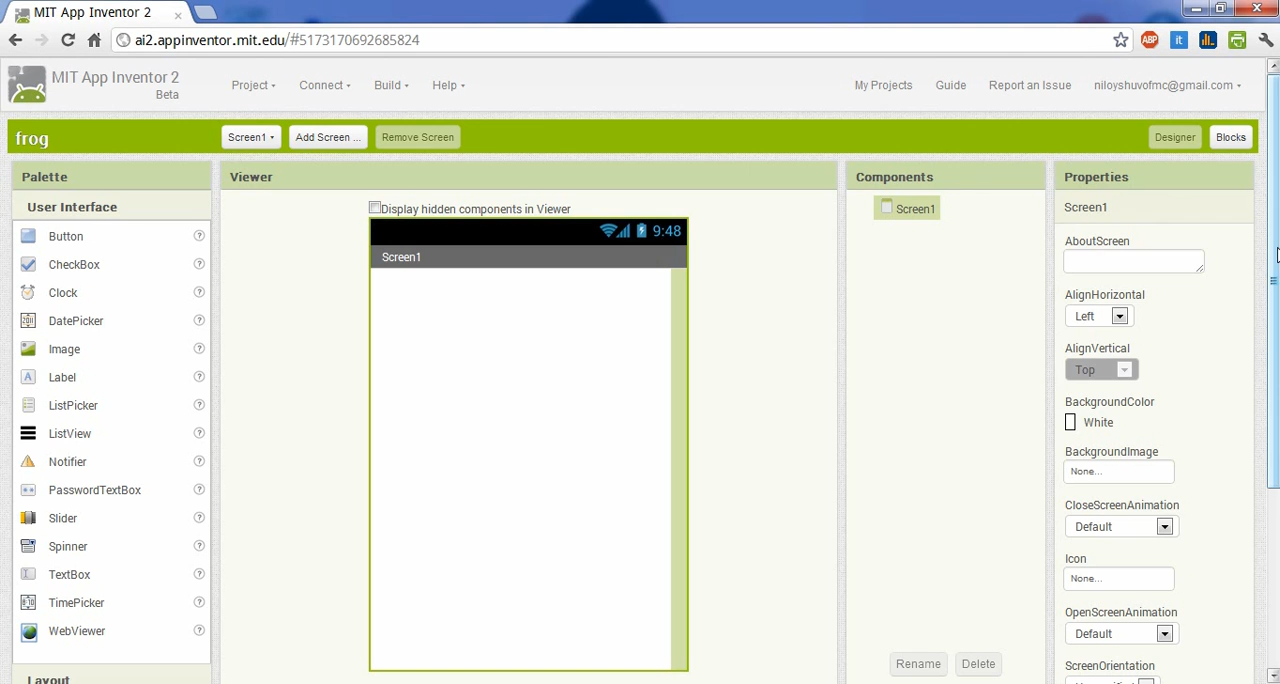 MIT App Inventor 2
ai2.appinventor.mit.edu/#5173170692685824
ABP
it
MIT App Inventor 2
Beta
Project Connect Build Help
My Projects Guide Report an Issue niloyshuvofmc@gmail.com
frog
Screen1 Add Screen ... Remove Screen
Designer Blocks
Palette
Viewer
Components
Properties
User Interface
Button ?
CheckBox ?
Clock ?
DatePicker ?
Image ?
Label ?
ListPicker ?
ListView ?
Notifier ?
PasswordTextBox ?
Slider ?
Spinner ?
TextBox ?
TimePicker ?
WebViewer ?
Layout
Display hidden components in Viewer
9:48
Screen1
Screen1
Rename Delete
Screen1
AboutScreen
AlignHorizontal
Left
AlignVertical
Top
BackgroundColor
White
BackgroundImage
None...
CloseScreenAnimation
Default
Icon
None...
OpenScreenAnimation
Default
ScreenOrientation